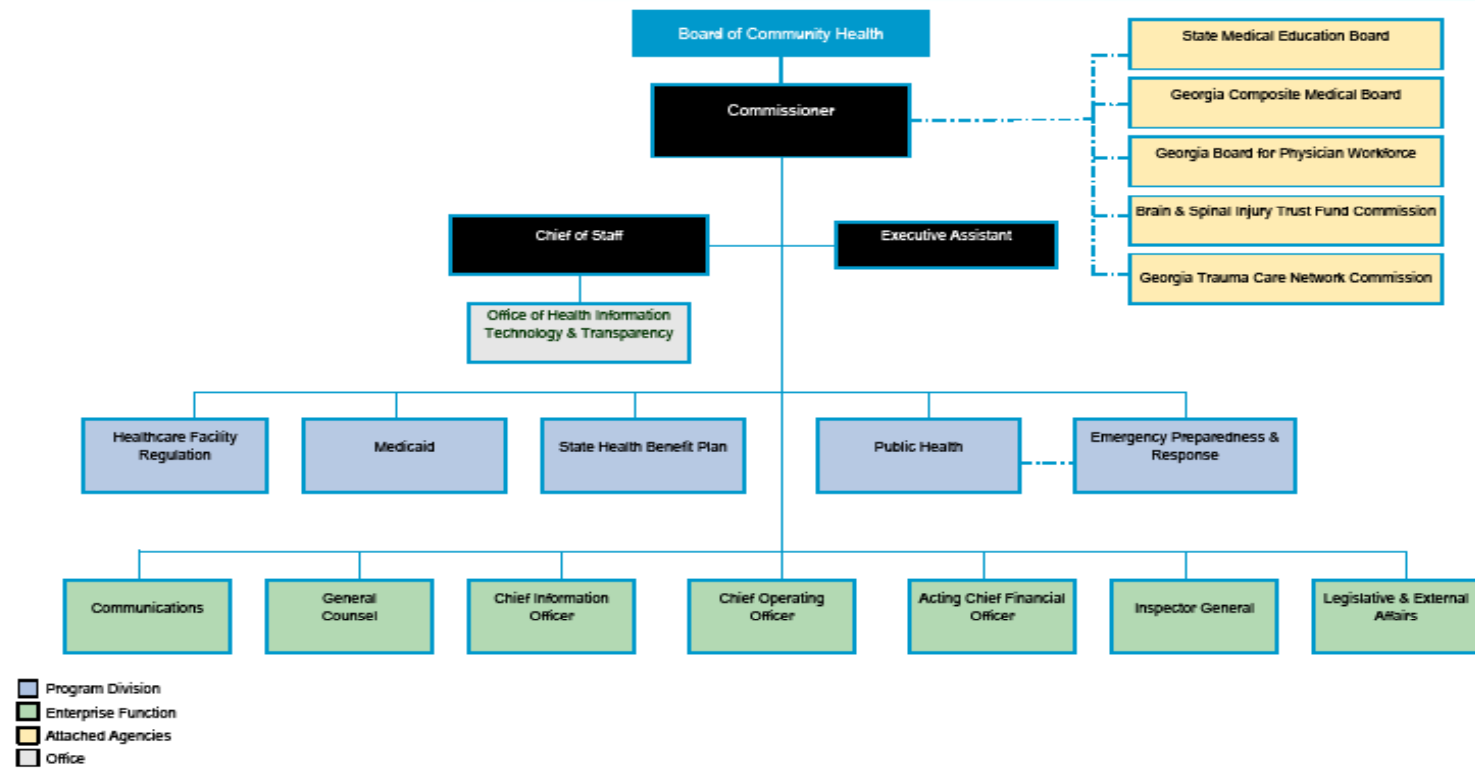 Board of Community Health
Commissioner
State Medical Education Board
Georgia Composite Medical Board
Georgia Board for Physician Workforce
Brain & Spinal Injury Trust Fund Commission
Georgia Trauma Care Network Commission
Chief of Staff
Executive Assistant
Office of Health Information
Technology & Transparency
Healthcare Facility
Regulation
Medicaid
State Health Benefit Plan
Public Health
Emergency Preparedness &
Response
Communications
General
Counsel
Chief Information
Officer
Chief Operating
Officer
Acting Chief Financial
Officer
Inspector General
Legislative & External
Affairs
Program Division
Enterprise Function
Attached Agencies
Office